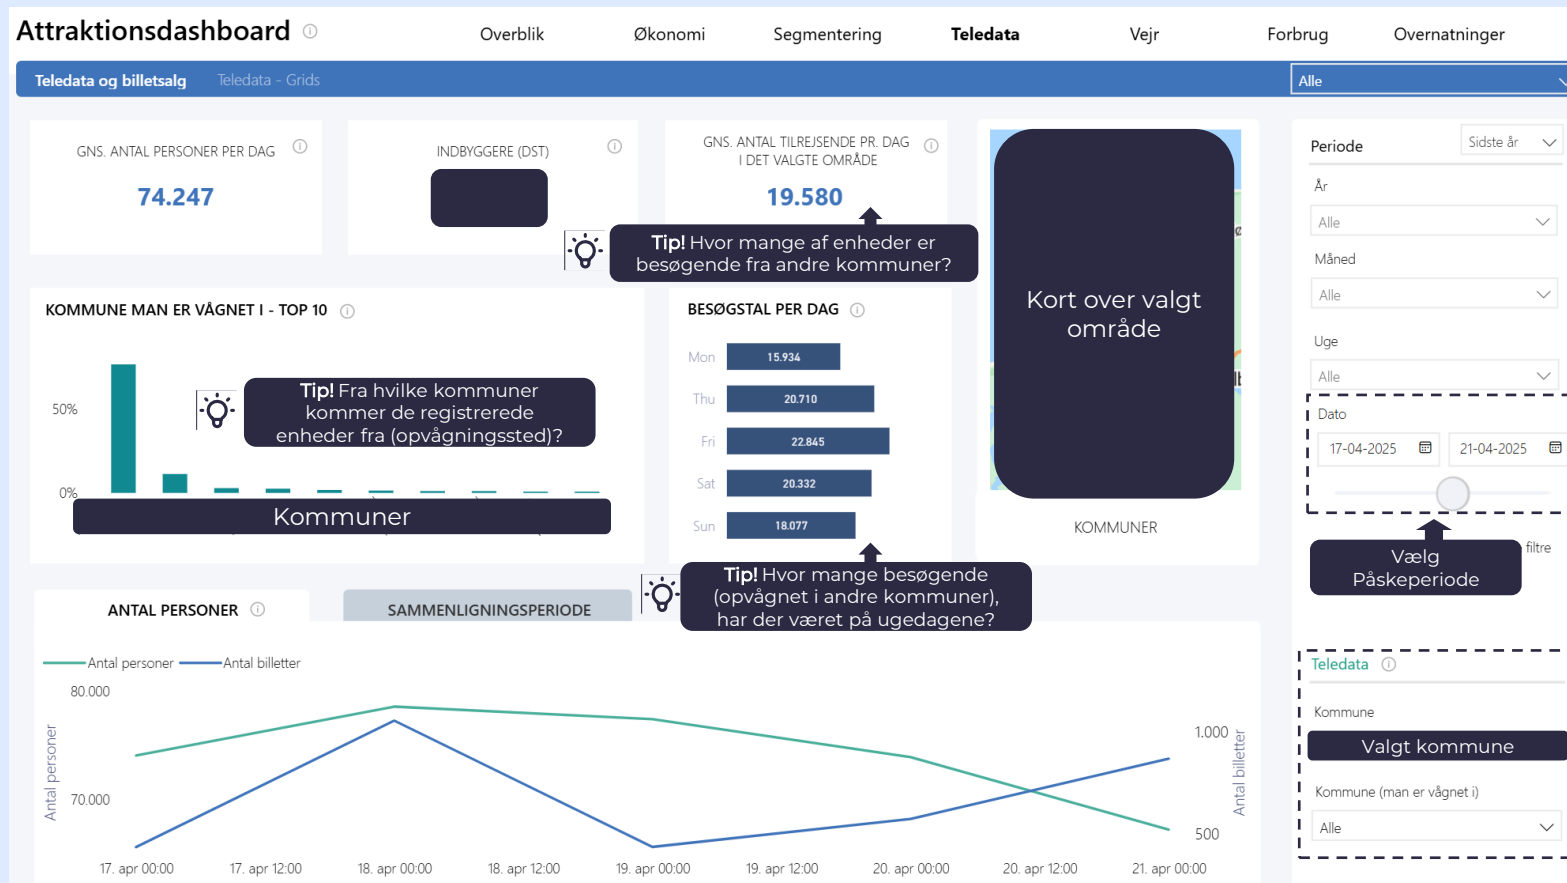 Attraktionsdashboard
Overblik
Økonomi
Segmentering
Teledata
Vejr
Forbrug
Overnatninger
Teledata og billetsalg
Teledata - Grids
Alle
GNS. ANTAL PERSONER PER DAG
74.247
INDBYGGERE (DST)
GNS. ANTAL TILREJSENDE PR. DAG
I DET VALGTE OMRÅDE
19.580
Tip! Hvor mange af enheder er
besøgende fra andre kommuner?
KOMMUNE MAN ER VÅGNET I - TOP 10
50%
0%
Tip! Fra hvilke kommuner
kommer de registrerede
enheder fra (opvågningssted)?
Kommuner
BESØGSTAL PER DAG
Mon
15.934
Thu
20.710
Fri
22.845
Sat
20.332
Sun
18.077
Tip! Hvor mange besøgende
(opvågnet i andre kommuner),
har der været på ugedagene?
Kort over valgt
område
KOMMUNER
Periode
Sidste år
År
Alle
Måned
Alle
Uge
Alle
Dato
17-04-2025
21-04-2025
filtre
Vælg
Påskeperiode
Teledata
Kommune
Valgt kommune
Kommune (man er vågnet i)
Alle
ANTAL PERSONER
SAMMENLIGNINGSPERIODE
Antal personer
Antal billetter
80.000
70.000
Antal personer
1.000
500
Antal billetter
17. apr 00:00
17. apr 12:00
18. apr 00:00
18. apr 12:00
19. apr 00:00
19. apr 12:00
20. apr 00:00
20. apr 12:00
21. apr 00:00